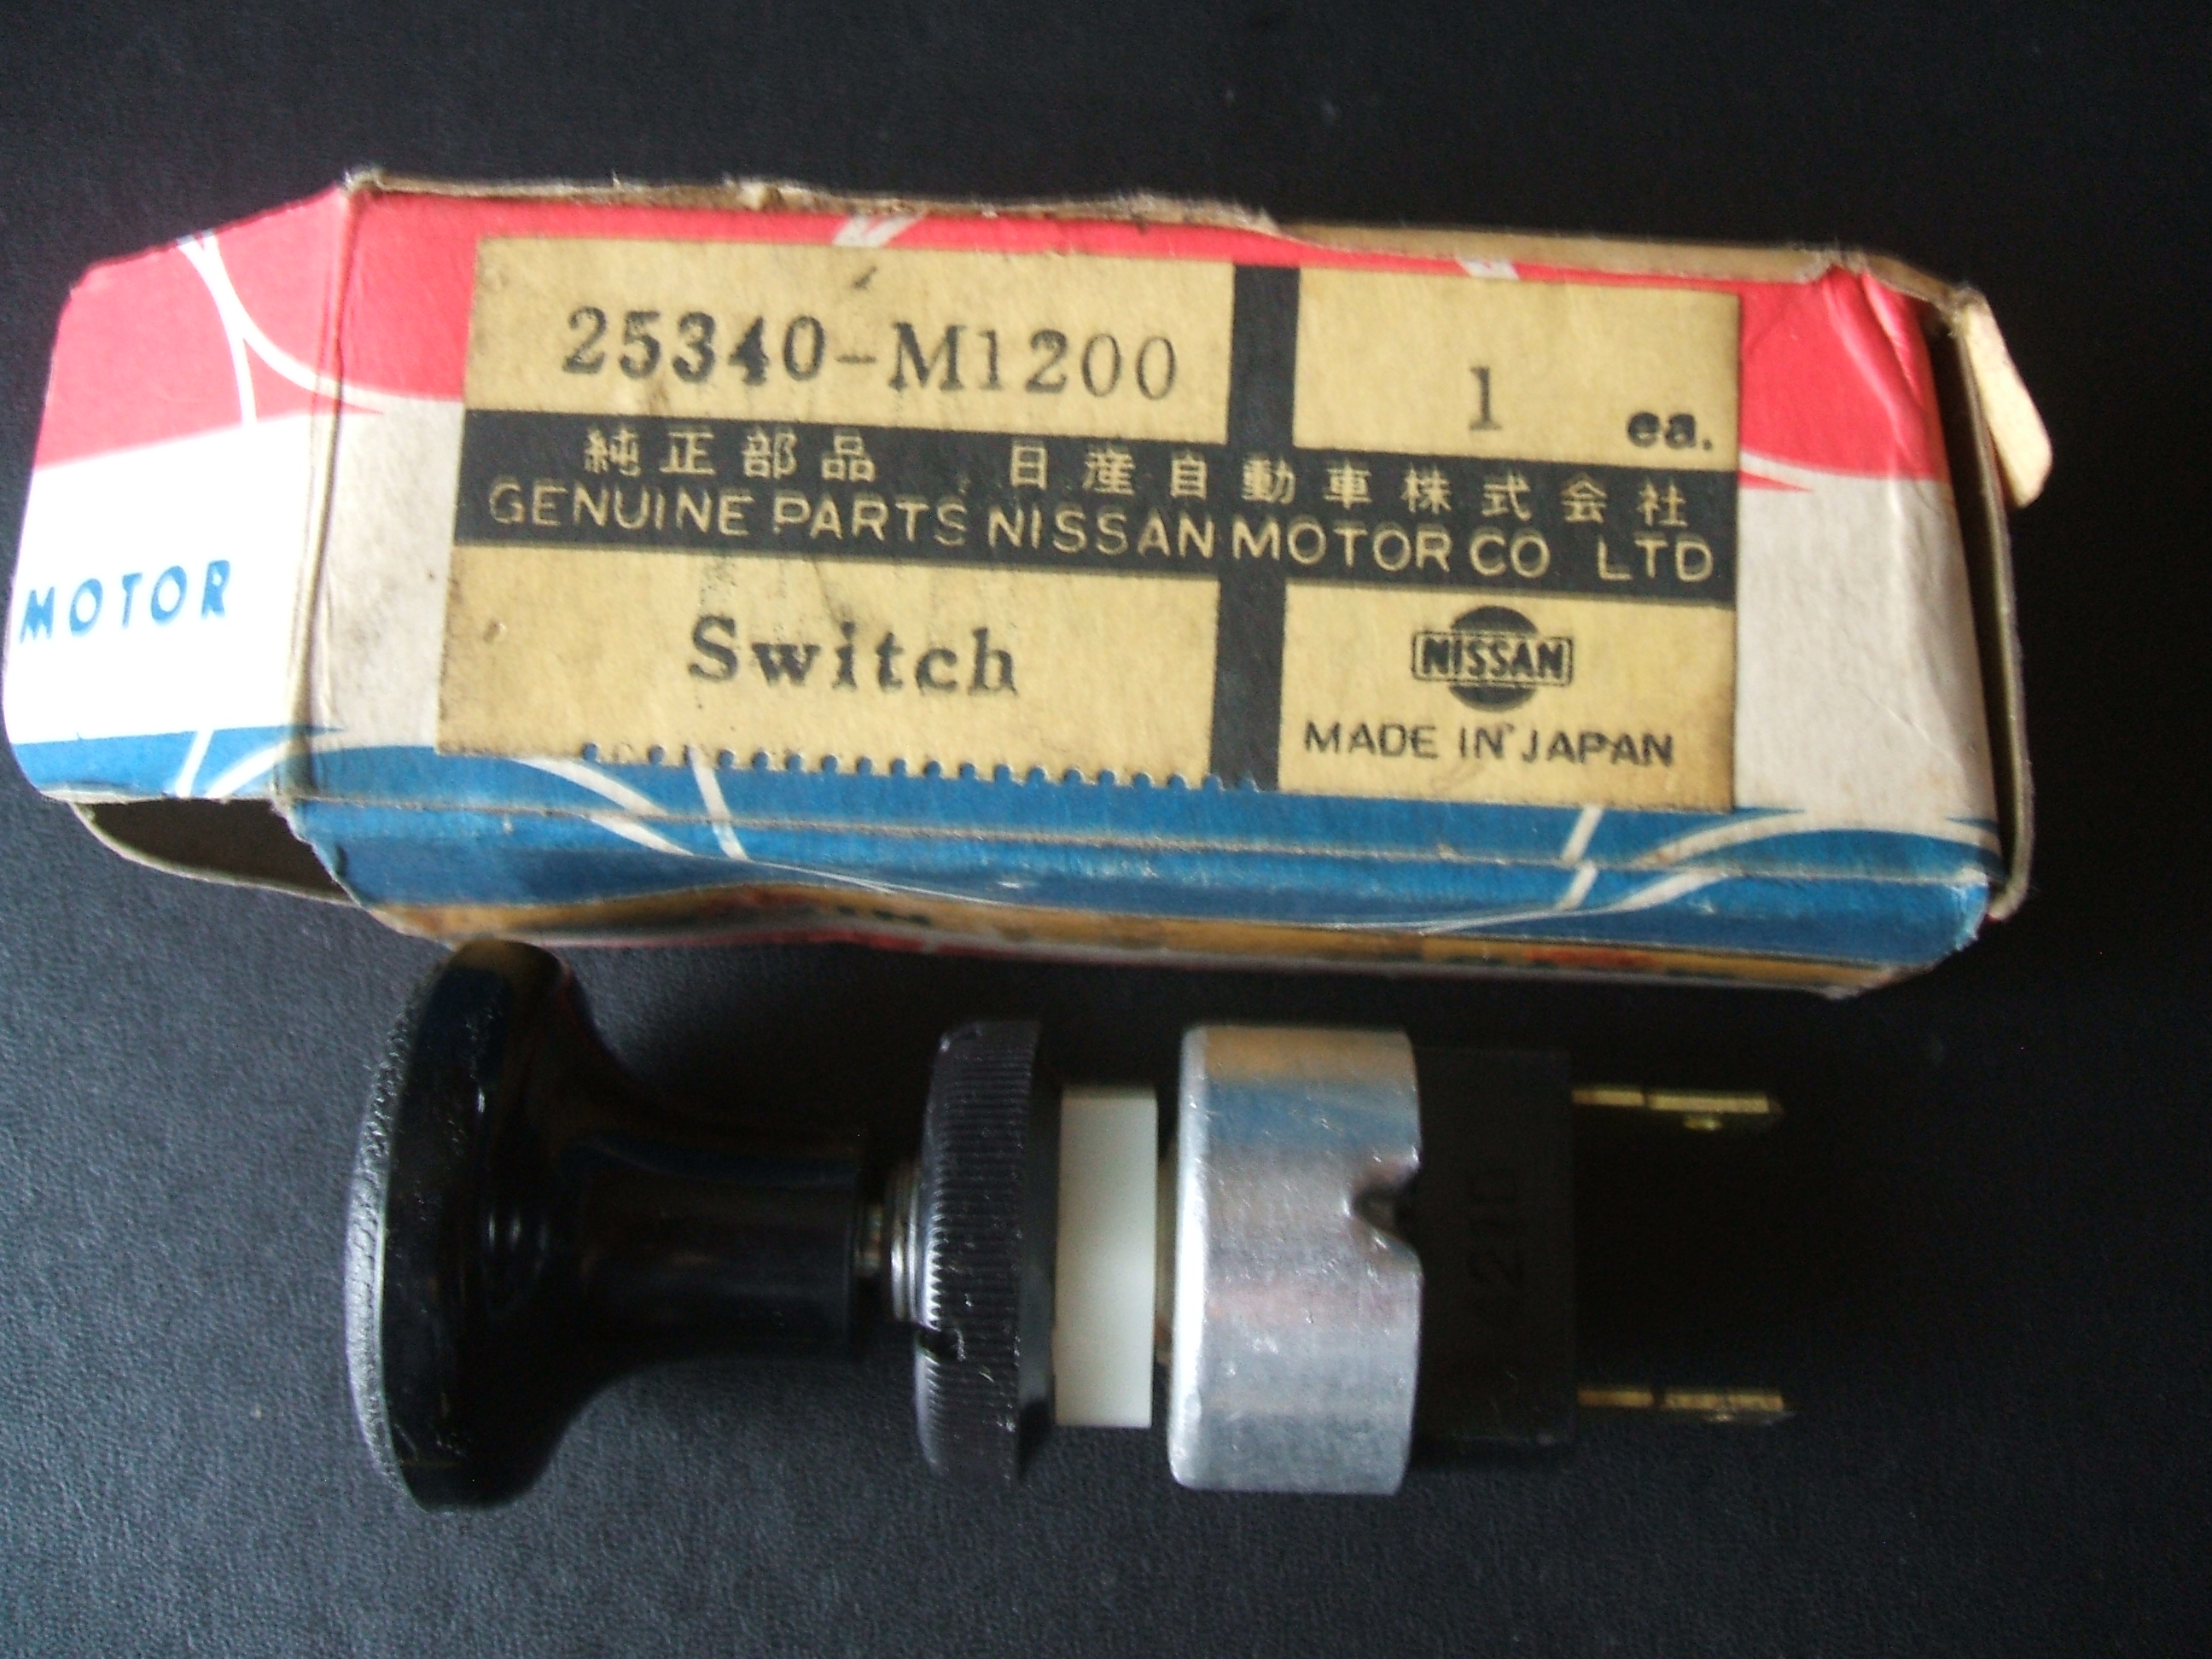 25340-M1200
1 ea.
純正部品 日産自動車株式会社
GENUINE PARTS NISSAN MOTOR CO LTD
MOTOR
Switch
NISSAN
MADE IN JAPAN